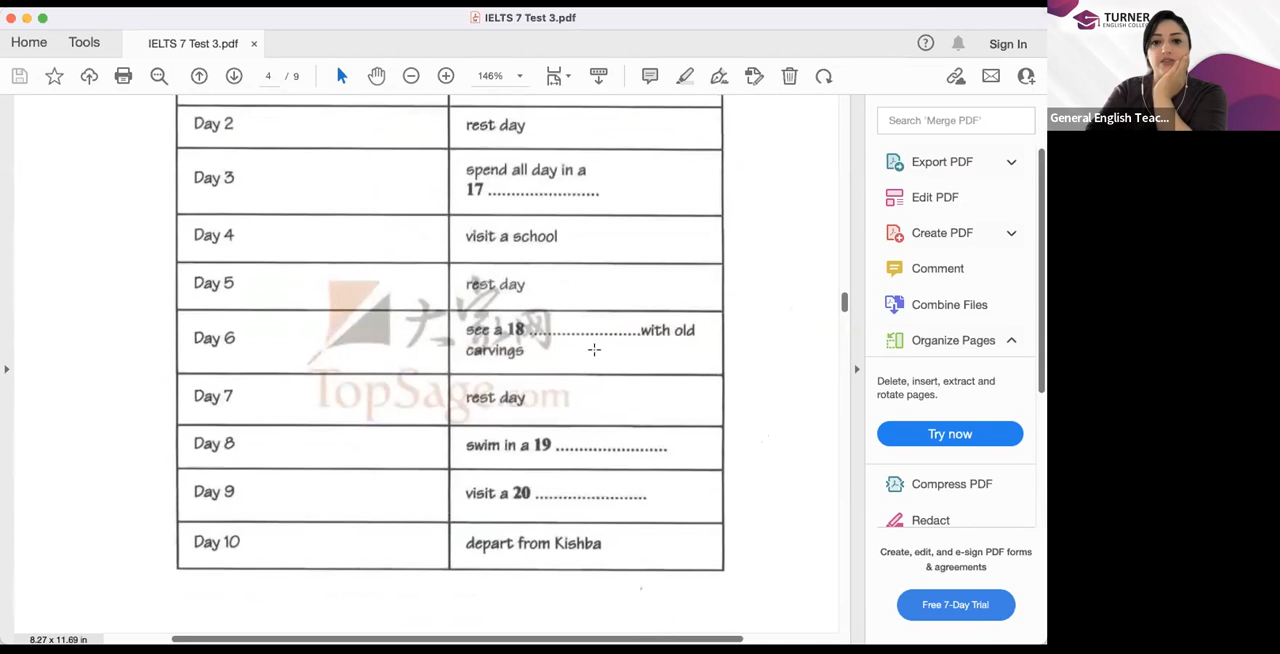 IELTS 7 Test 3.pdf
Home
Tools
IELTS 7 Test 3.pdf ×
Sign In
4 / 9
146%
Day 2
rest day
Day 3
spend all day in a
17 .........................
Day 4
visit a school
Day 5
rest day
Day 6
see a 18 .........................with old
carvings
Day 7
rest day
Day 8
swim in a 19 .........................
Day 9
visit a 20 .........................
Day 10
depart from Kishba
大家网
TopSage.com
8.27 x 11.69 in
Search 'Merge PDF'
Export PDF
Edit PDF
Create PDF
Comment
Combine Files
Organize Pages
Delete, insert, extract and
rotate pages.
Try now
Compress PDF
Redact
Create, edit, and e-sign PDF forms
& agreements
Free 7-Day Trial
TURNER
ENGLISH COLLEGE
General English Teac...